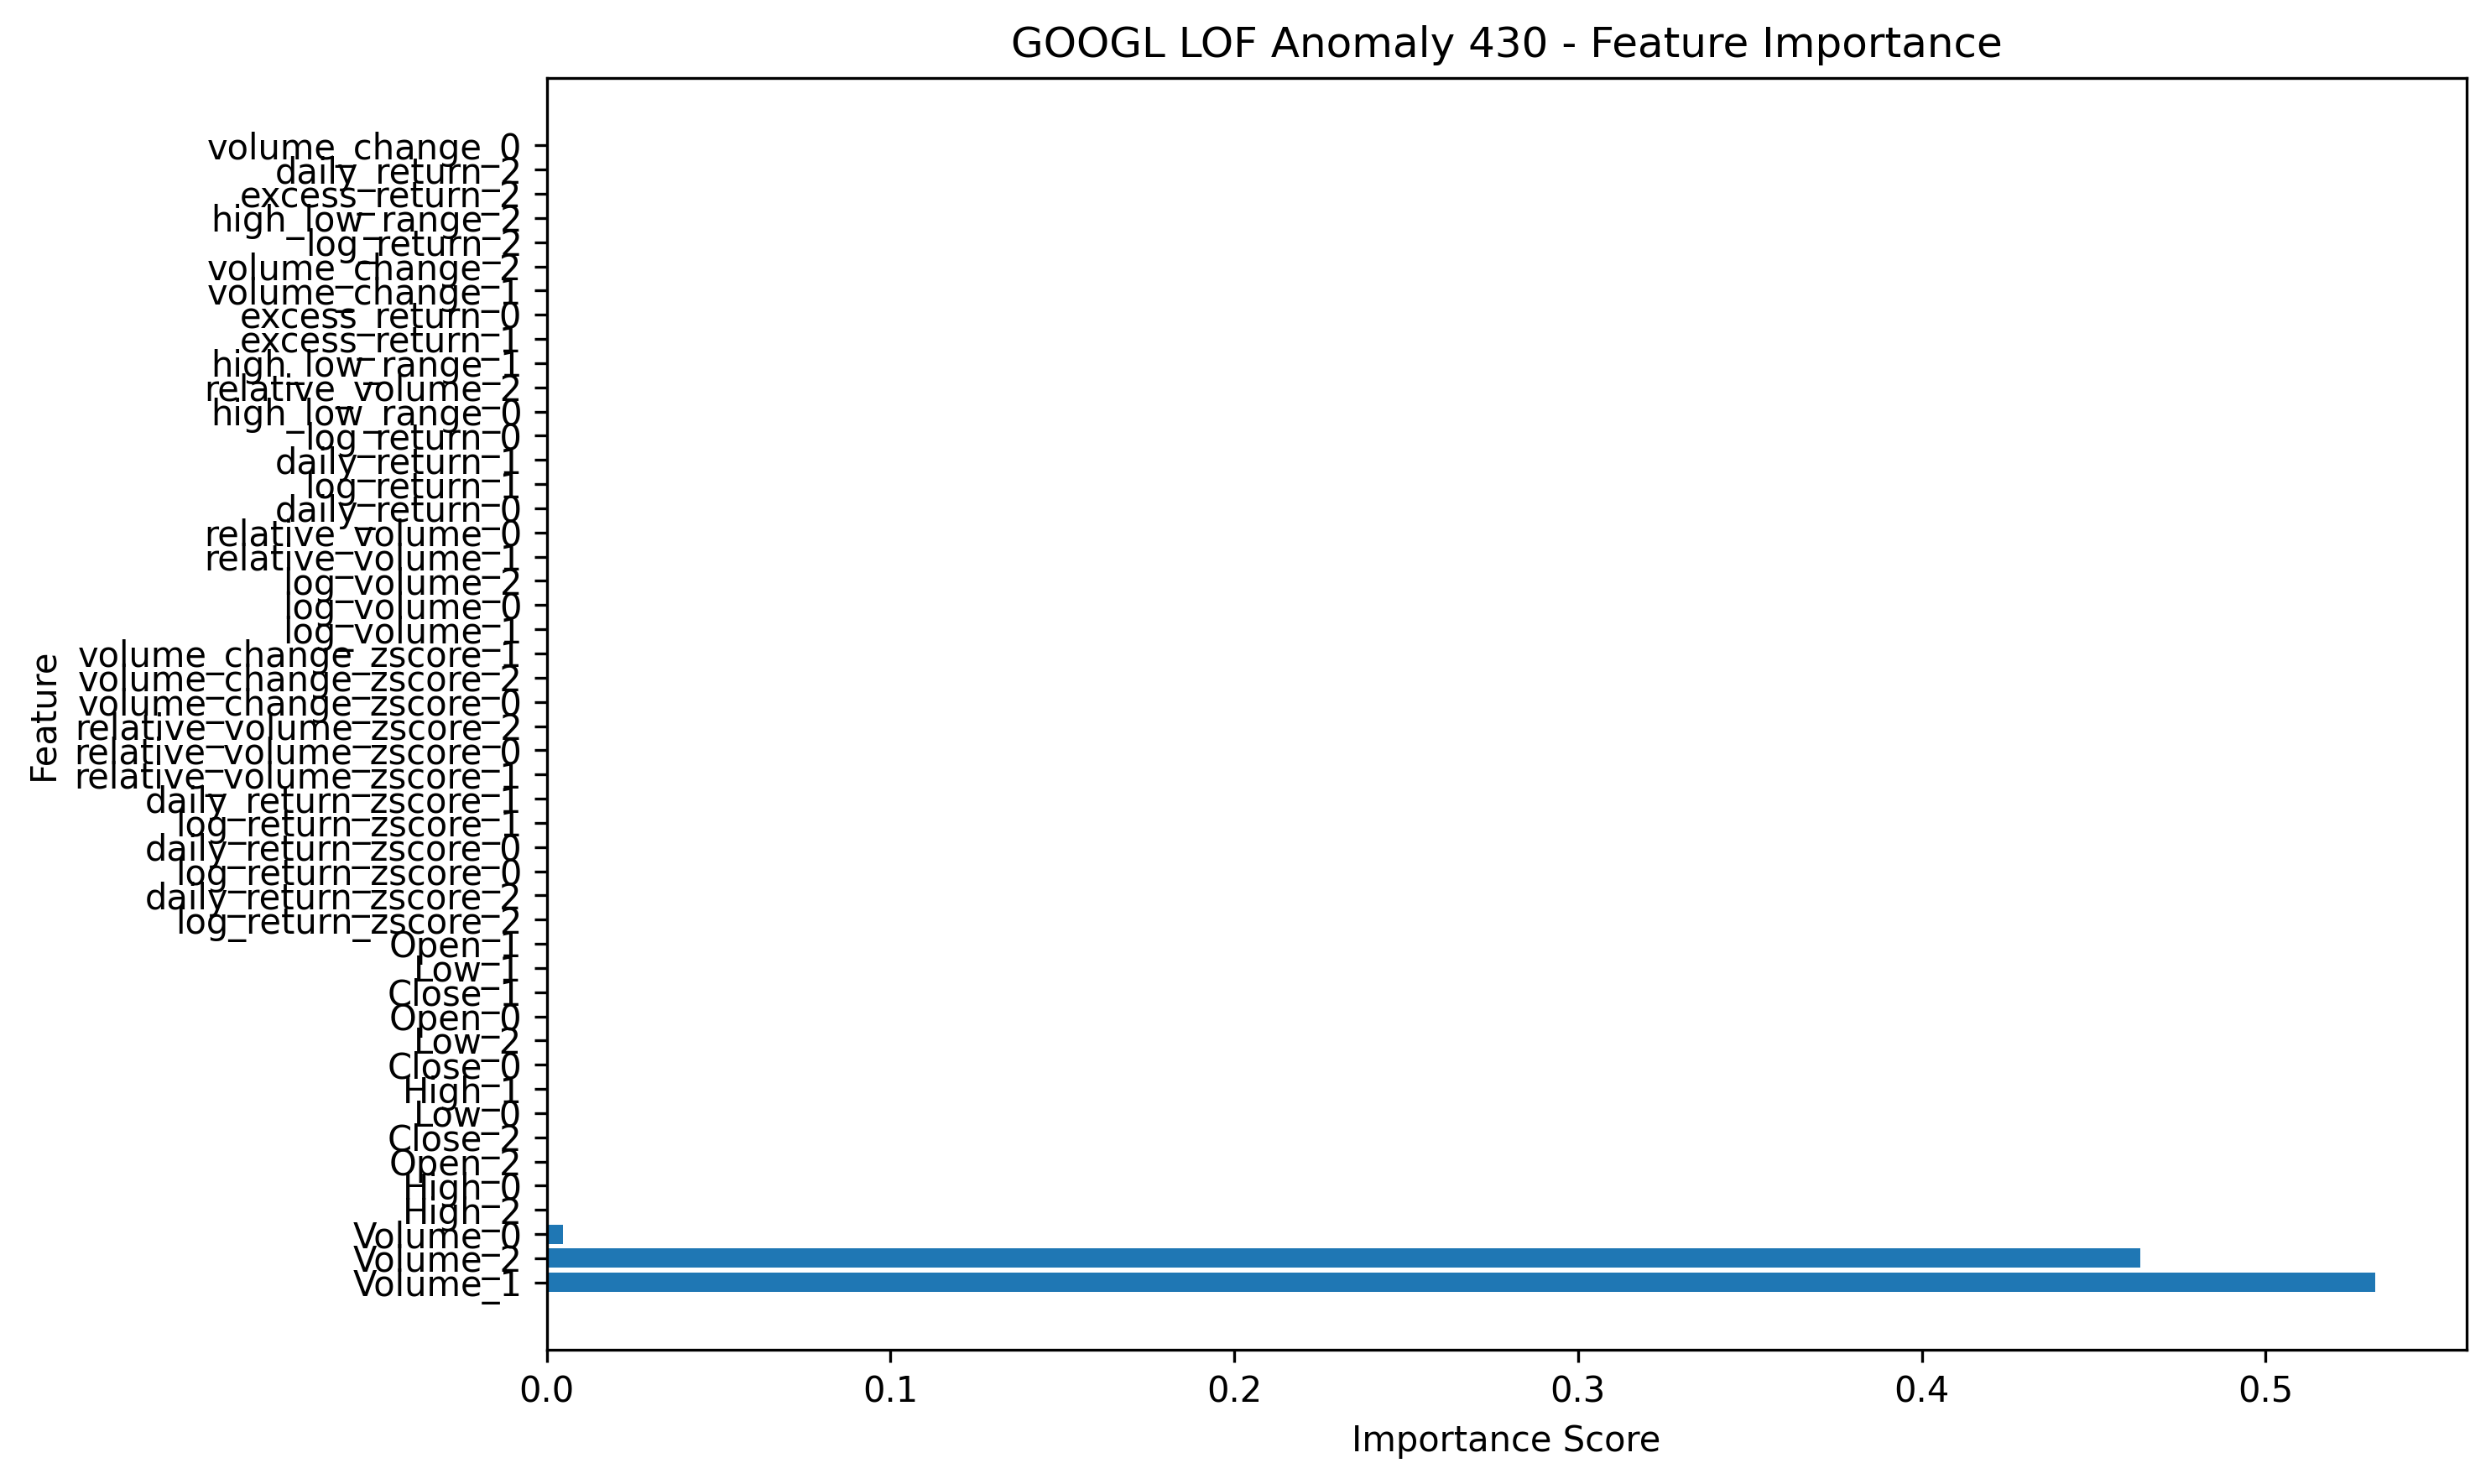 GOOGL LOF Anomaly 430 - Feature Importance
volume_change_0
daily_return_2
excess_return_2
high_low_range_2
log_return_2
volume_change_2
volume_change_1
excess_return_0
excess_return_1
high_low_range_1
relative_volume_2
high_low_range_0
log_return_0
daily_return_1
log_return_1
daily_return_0
relative_volume_0
relative_volume_1
log_volume_2
log_volume_0
log_volume_1
volume_change_zscore_1
volume_change_zscore_2
volume_change_zscore_0
relative_volume_zscore_2
relative_volume_zscore_0
relative_volume_zscore_1
daily_return_zscore_1
log_return_zscore_1
daily_return_zscore_0
log_return_zscore_0
daily_return_zscore_2
log_return_zscore_2
Open_1
Low_1
Close_1
Open_0
Low_2
Close_0
High_1
Low_0
Close_2
Open_2
High_0
High_2
Volume_0
Volume_2
Volume_1
Feature
0.0 0.1 0.2 0.3 0.4 0.5
Importance Score